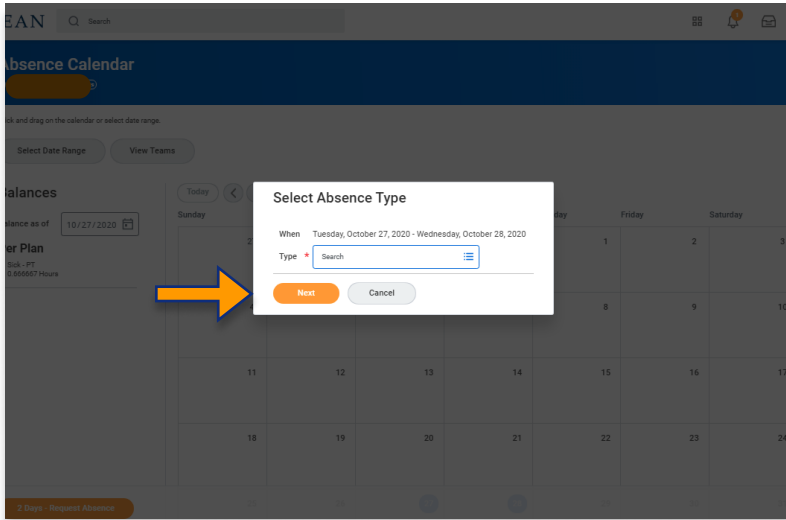 EAN
Search
Absence Calendar
ick and drag on the calendar or select date range.
Select Date Range
View Teams
Balances
Balance as of 10/27/2020
Per Plan
Sick - PT
0.666667 Hours
Today
Sunday
day
Friday
Saturday
1
2
3
Select Absence Type
When Tuesday, October 27, 2020 - Wednesday, October 28, 2020
Type * Search
Next
Cancel
8
9
10
11
12
13
14
15
16
17
18
19
20
21
22
23
24
2 Days - Request Absence